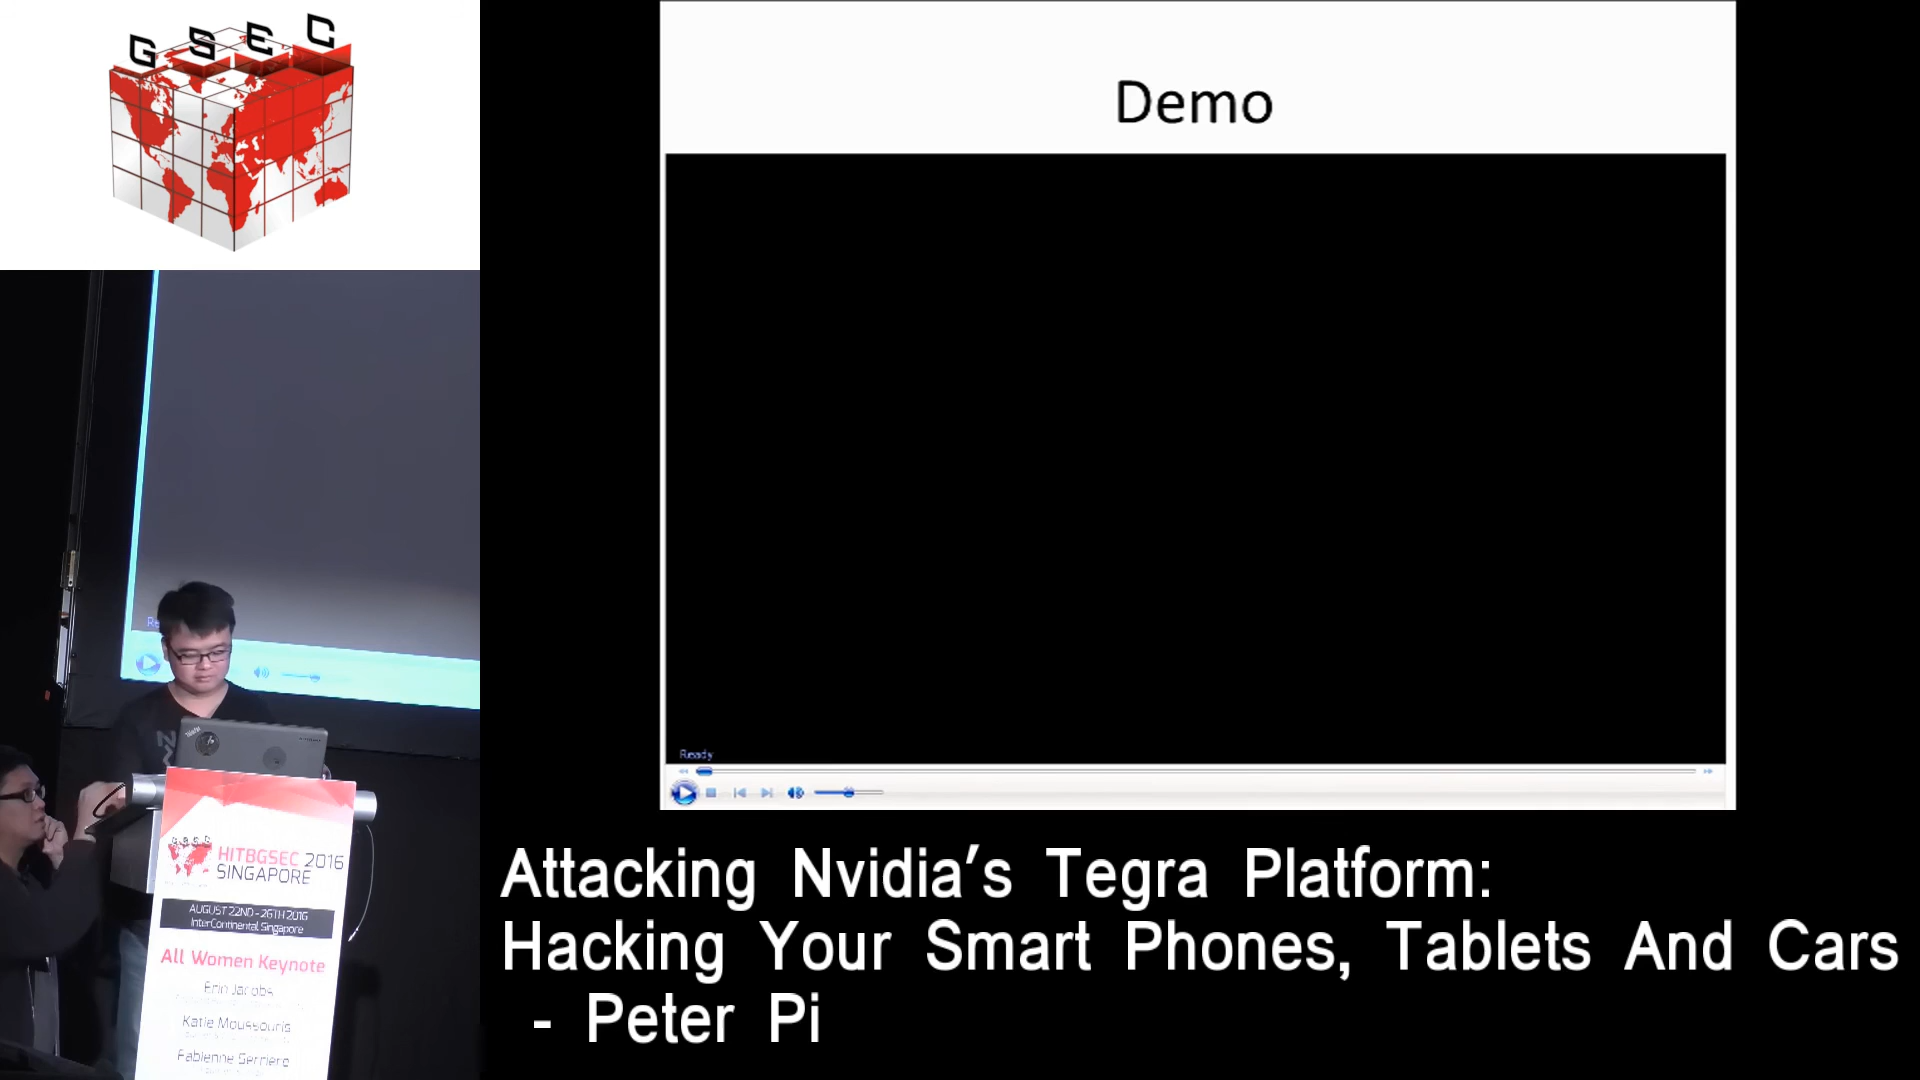 G S E C
Demo
Ready
HITBGSEC 2016
SINGAPORE
AUGUST 22ND - 26TH 2016
InterContinental, Singapore
All Women Keynote
Erin Jacobs
Katie Moussouris
Fabienne Serriere
Attacking Nvidia's Tegra Platform:
Hacking Your Smart Phones, Tablets And Cars
- Peter Pi